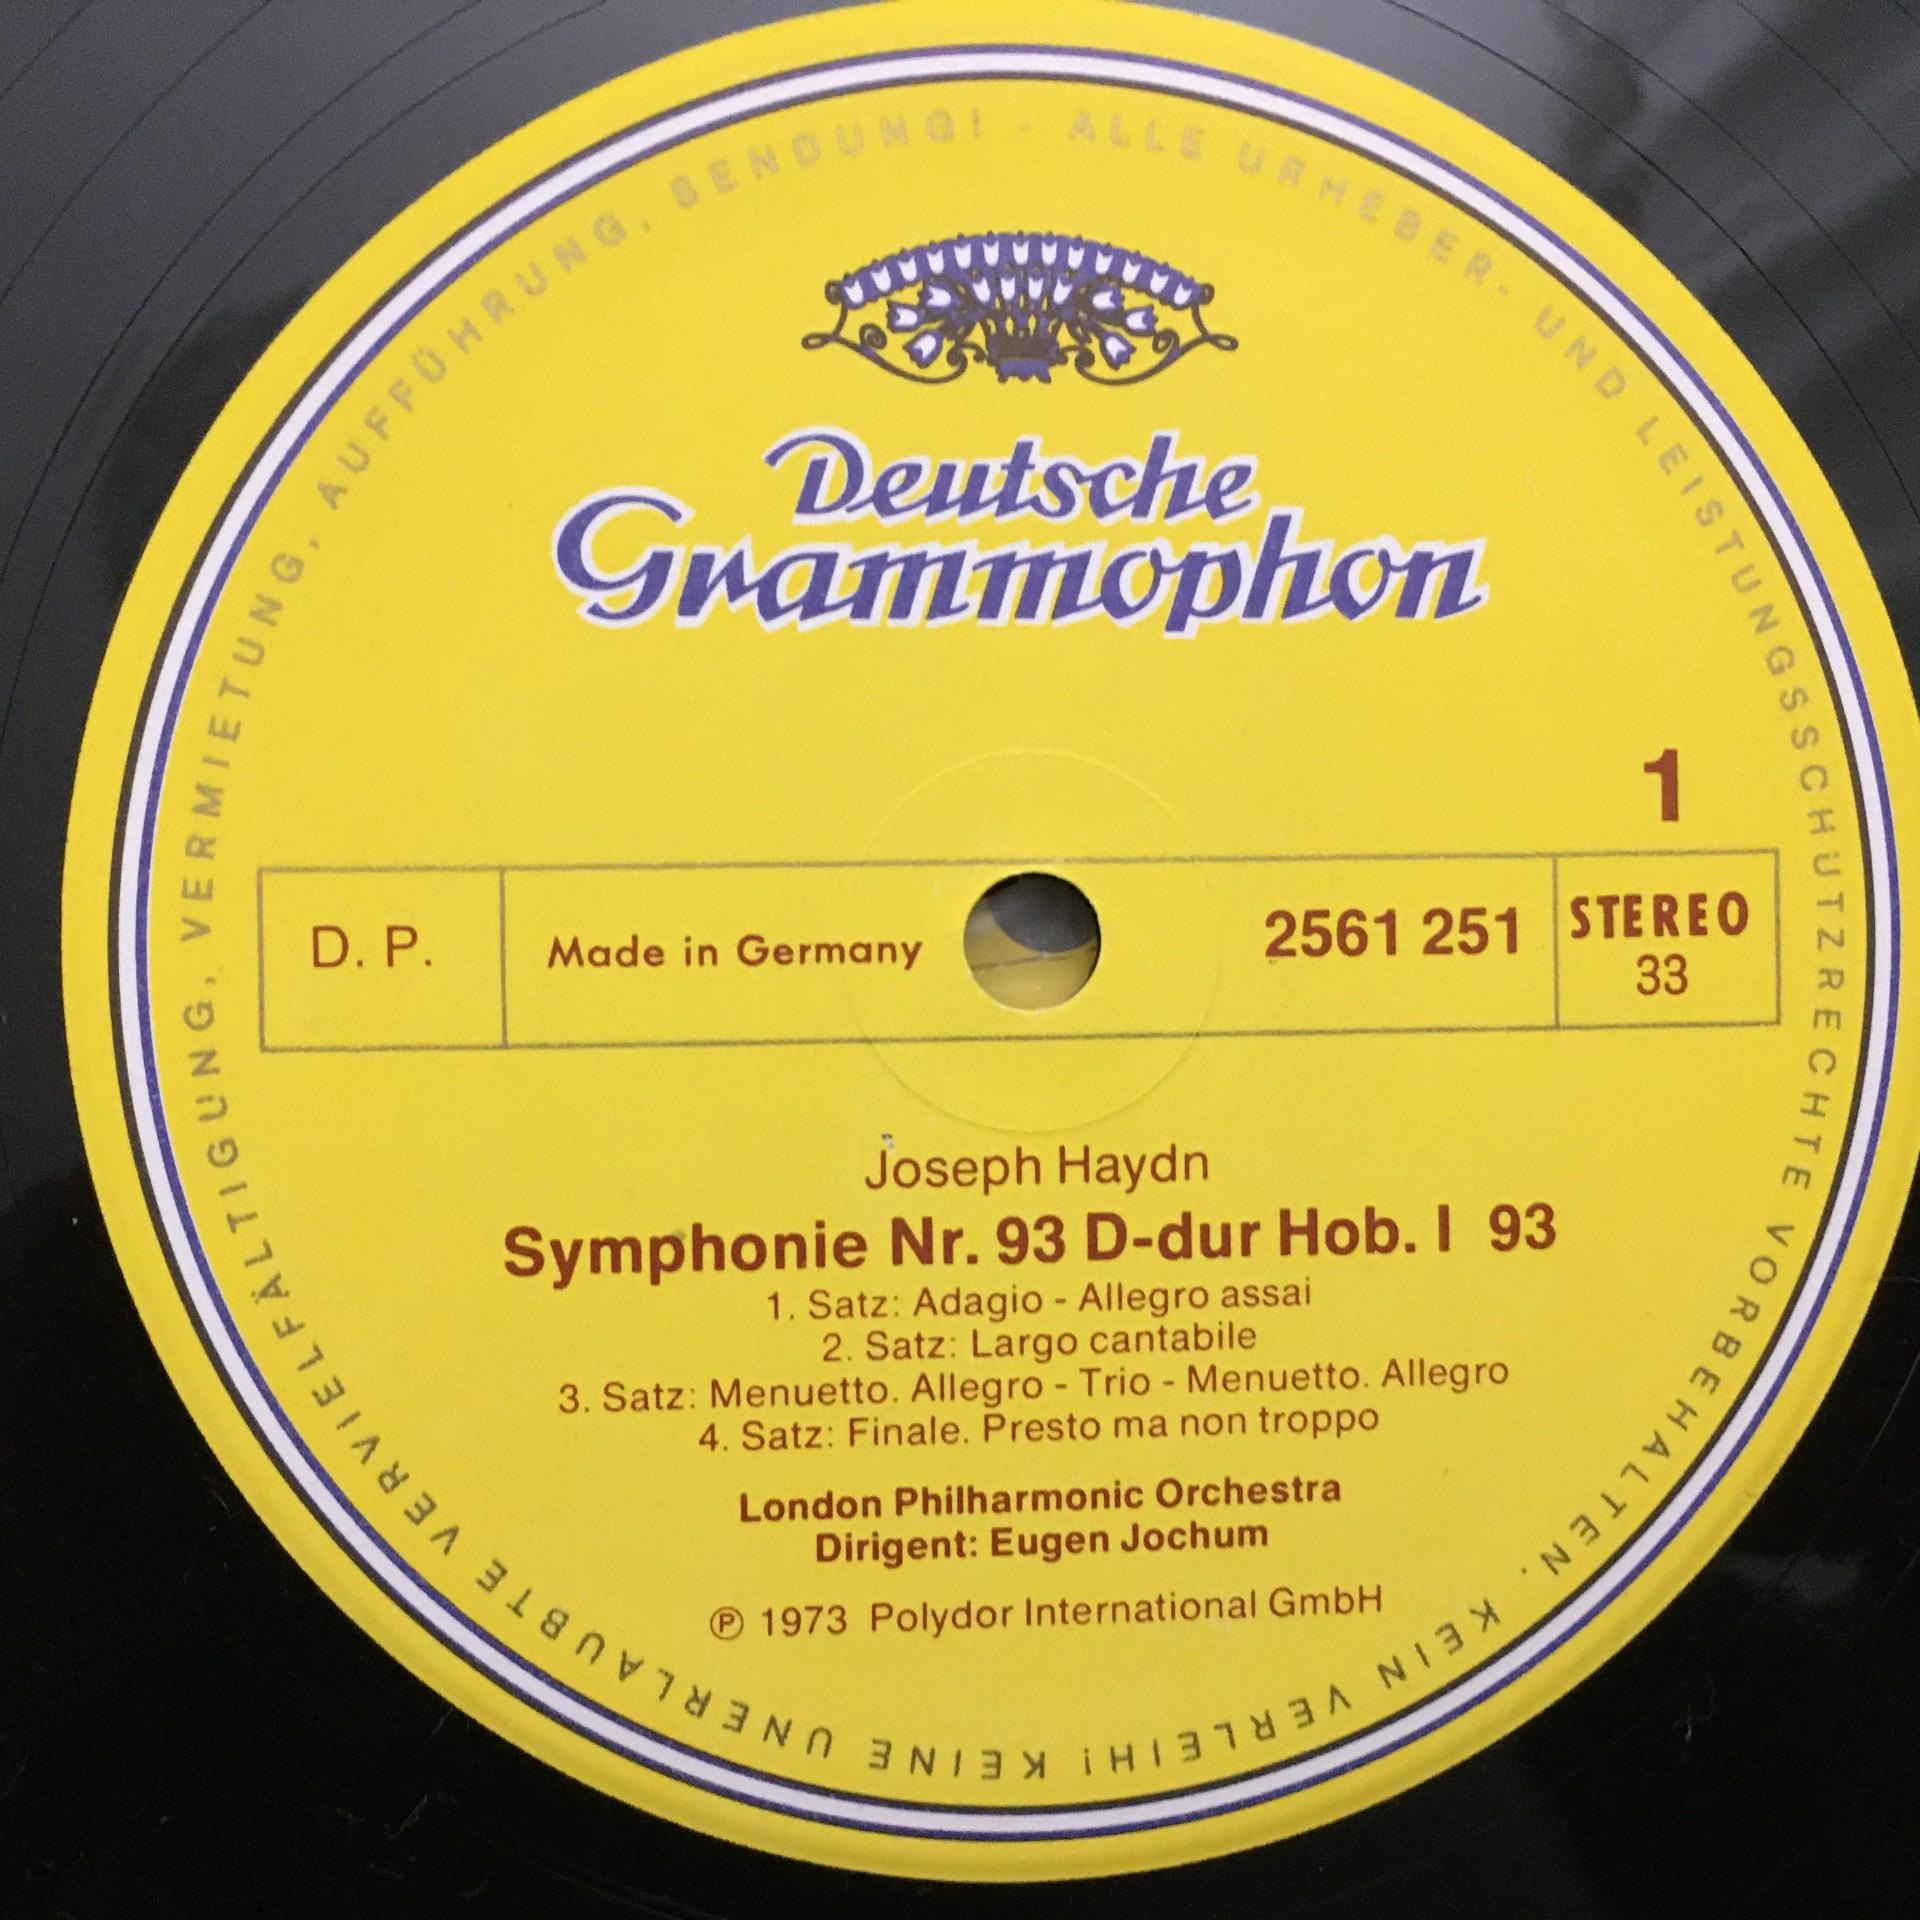 ALLE URHEBER- UND LEISTUNGSSCHUTZRECHTE VORBEHALTEN. KEIN VERLEIH! KEINE UNERLAUBTE VERVIELFÄLTIGUNG, VERMIETUNG, AUFFÜHRUNG, SENDUNG! -
Deutsche
Grammophon
1
D. P.
Made in Germany
2561 251
STEREO
33
Joseph Haydn
Symphonie Nr. 93 D-dur Hob. I 93
1. Satz: Adagio - Allegro assai
2. Satz: Largo cantabile
3. Satz: Menuetto. Allegro - Trio - Menuetto. Allegro
4. Satz: Finale. Presto ma non troppo
London Philharmonic Orchestra
Dirigent: Eugen Jochum
℗ 1973 Polydor International GmbH